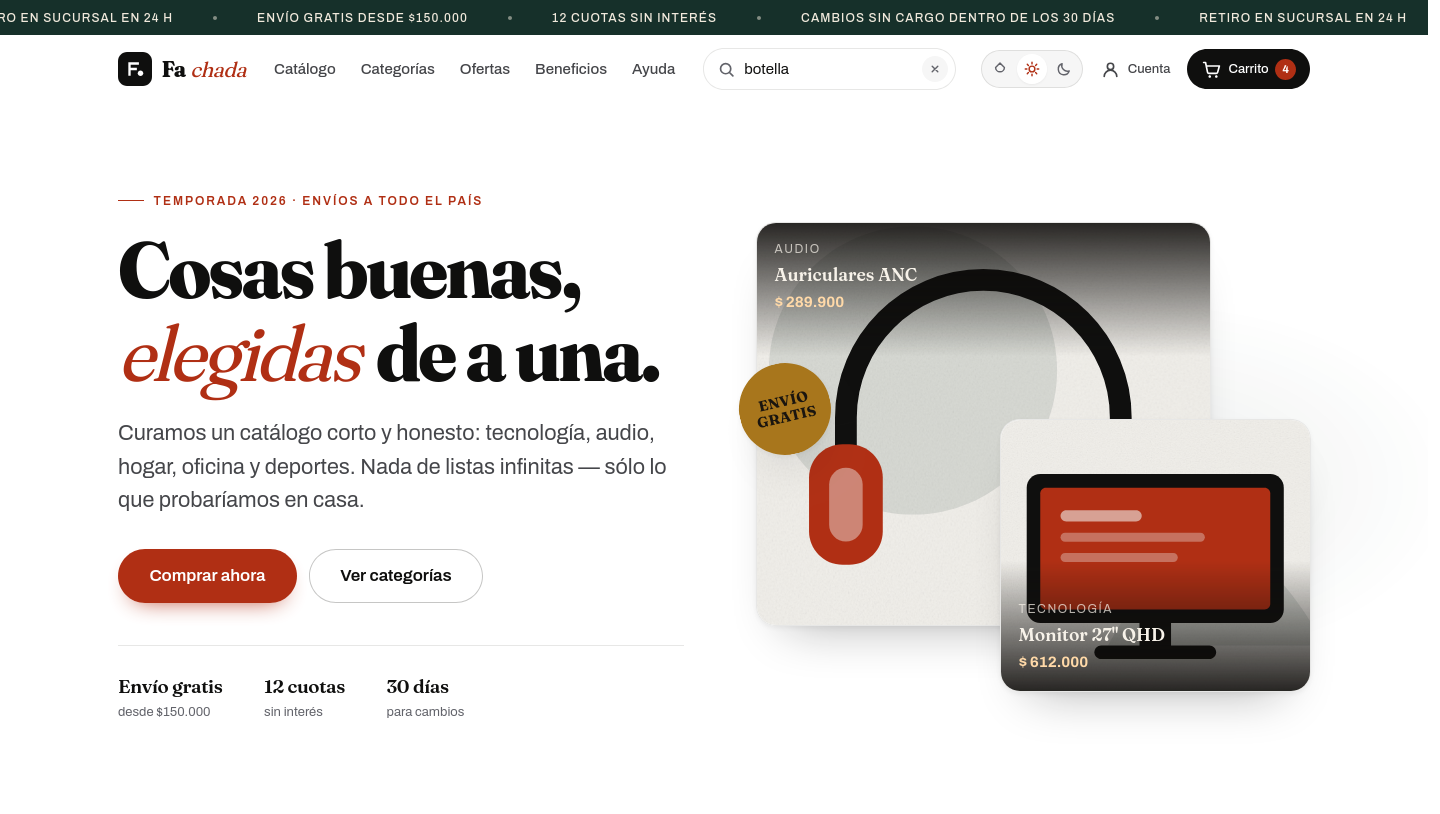 RO EN SUCURSAL EN 24 H • ENVÍO GRATIS DESDE $150.000 • 12 CUOTAS SIN INTERÉS • CAMBIOS SIN CARGO DENTRO DE LOS 30 DÍAS • RETIRO EN SUCURSAL EN 24 H
F. Fa chada Catálogo Categorías Ofertas Beneficios Ayuda botella Cuenta Carrito 4
TEMPORADA 2026 · ENVÍOS A TODO EL PAÍS
Cosas buenas,
elegidas de a una.
Curamos un catálogo corto y honesto: tecnología, audio,
hogar, oficina y deportes. Nada de listas infinitas — sólo lo
que probaríamos en casa.
Comprar ahora Ver categorías
Envío gratis
desde $150.000
12 cuotas
sin interés
30 días
para cambios
AUDIO
Auriculares ANC
$ 289.900
ENVÍO
GRATIS
TECNOLOGÍA
Monitor 27" QHD
$ 612.000